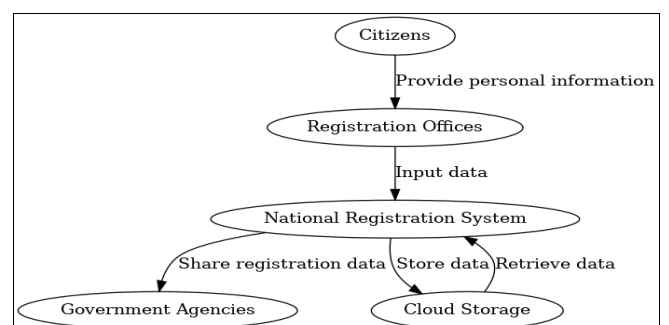 Citizens
Provide personal information
Registration Offices
Input data
National Registration System
Share registration data
Store data
Retrieve data
Government Agencies
Cloud Storage